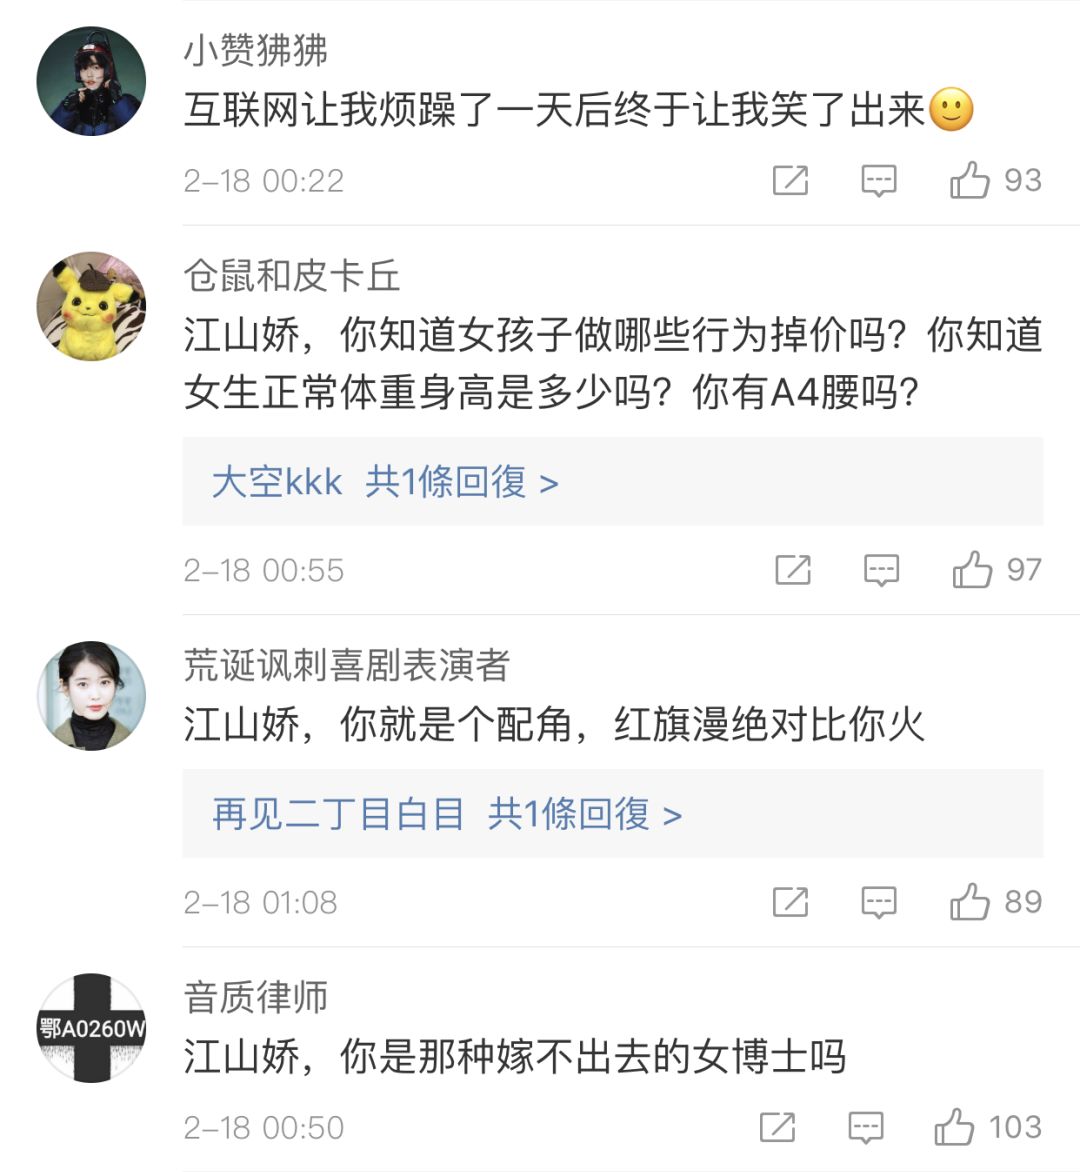 小赞狒狒
互联网让我烦躁了一天后终于让我笑了出来🙂
2-18 00:22
93
仓鼠和皮卡丘
江山娇，你知道女孩子做哪些行为掉价吗？你知道
女生正常体重身高是多少吗？你有A4腰吗？
大空kkk 共1條回復 >
2-18 00:55
97
荒诞讽刺喜剧表演者
江山娇，你就是个配角，红旗漫绝对比你火
再见二丁目白目 共1條回復 >
2-18 01:08
89
音质律师
鄂A0260W
江山娇，你是那种嫁不出去的女博士吗
2-18 00:50
103